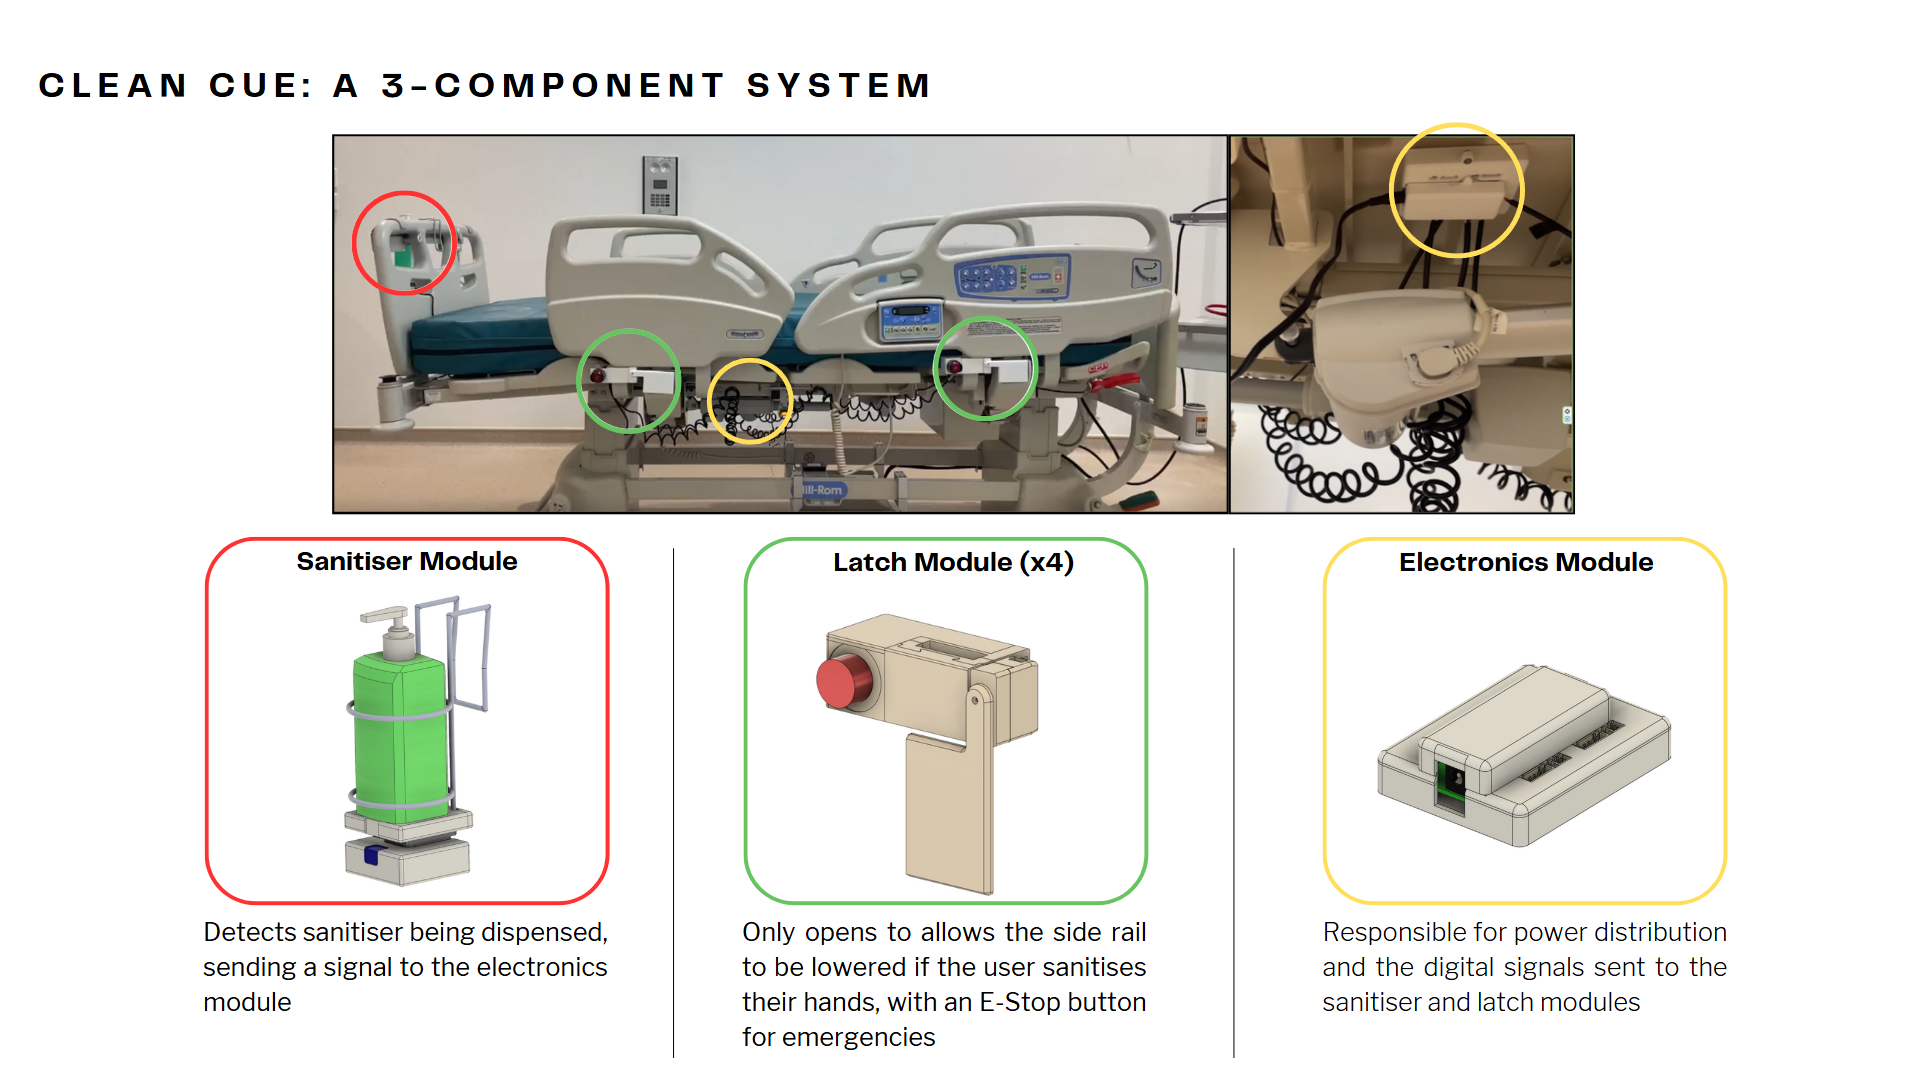 CLEAN CUE: A 3-COMPONENT SYSTEM
CPR
ill-Rom
Sanitiser Module
Latch Module (x4)
Electronics Module
Detects sanitiser being dispensed,
sending a signal to the electronics
module
Only opens to allows the side rail
to be lowered if the user sanitises
their hands, with an E-Stop button
for emergencies
Responsible for power distribution
and the digital signals sent to the
sanitiser and latch modules